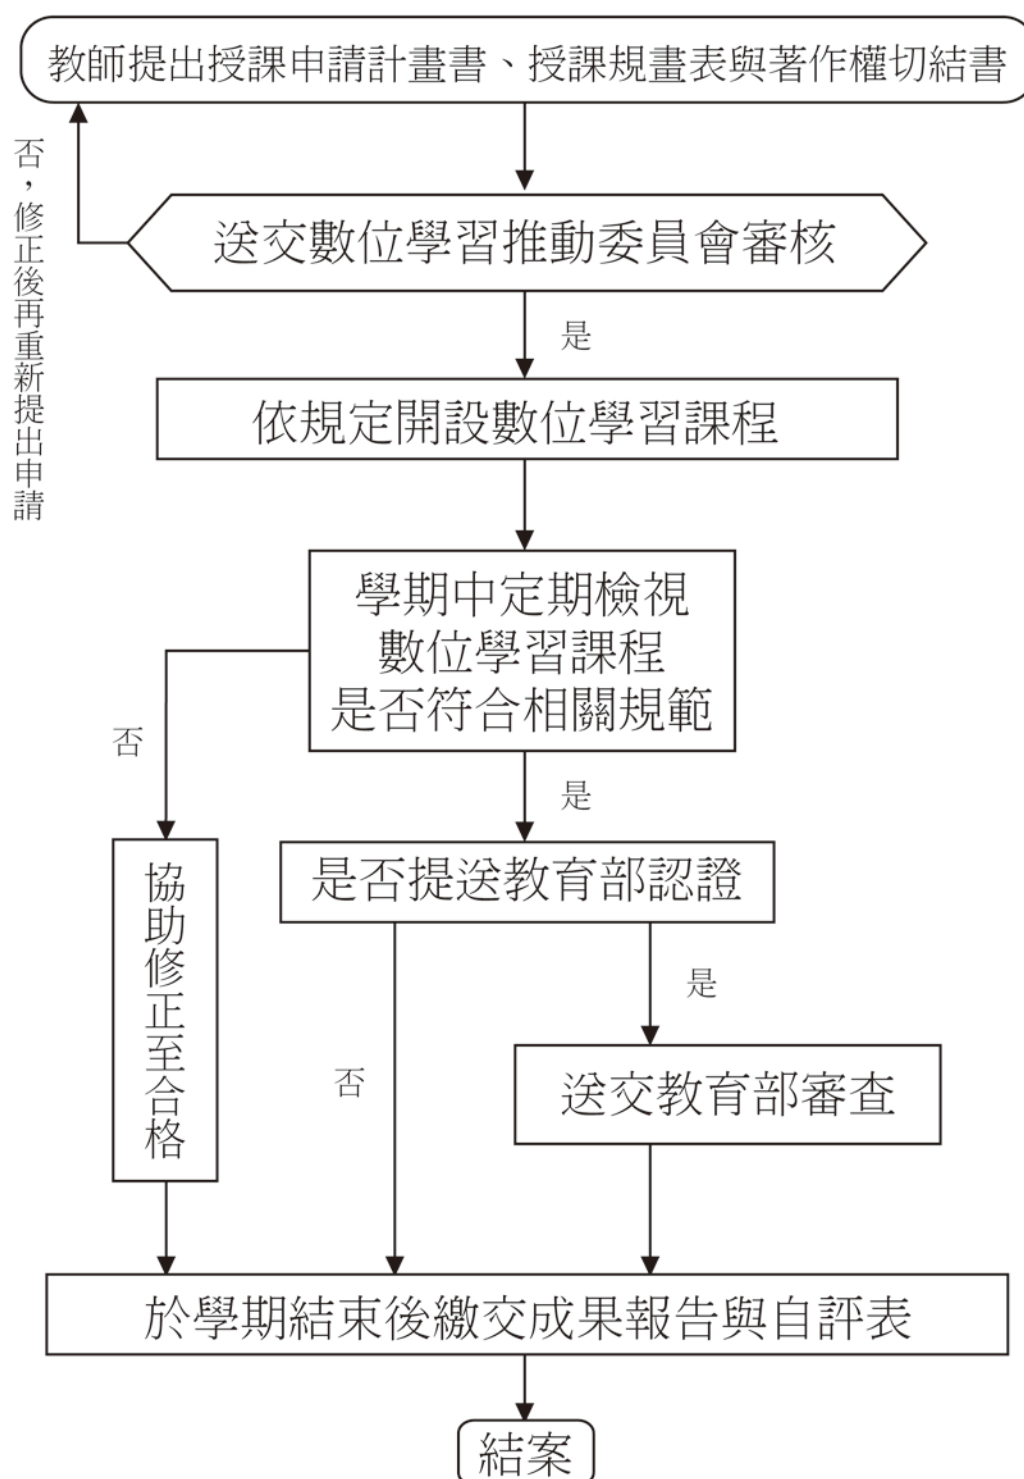 教師提出授課申請計畫書、授課規畫表與著作權切結書
否，修正後再重新提出申請
送交數位學習推動委員會審核
是
依規定開設數位學習課程
學期中定期檢視
數位學習課程
是否符合相關規範
否
是
協助修正至合格
是否提送教育部認證
是
否
送交教育部審查
於學期結束後繳交成果報告與自評表
結案